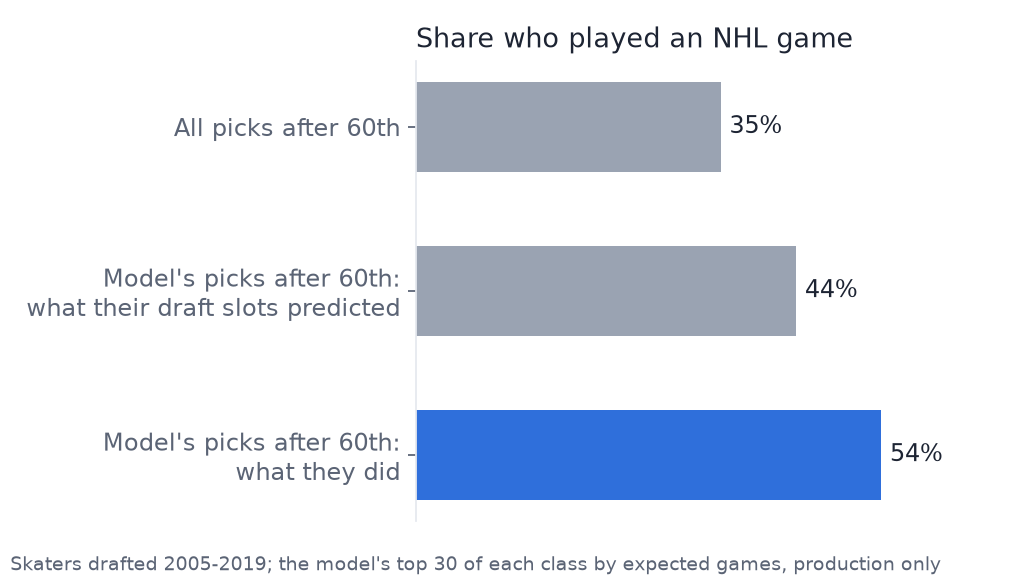 Share who played an NHL game
All picks after 60th
35%
Model's picks after 60th:
what their draft slots predicted
44%
Model's picks after 60th:
what they did
54%
Skaters drafted 2005-2019; the model's top 30 of each class by expected games, production only